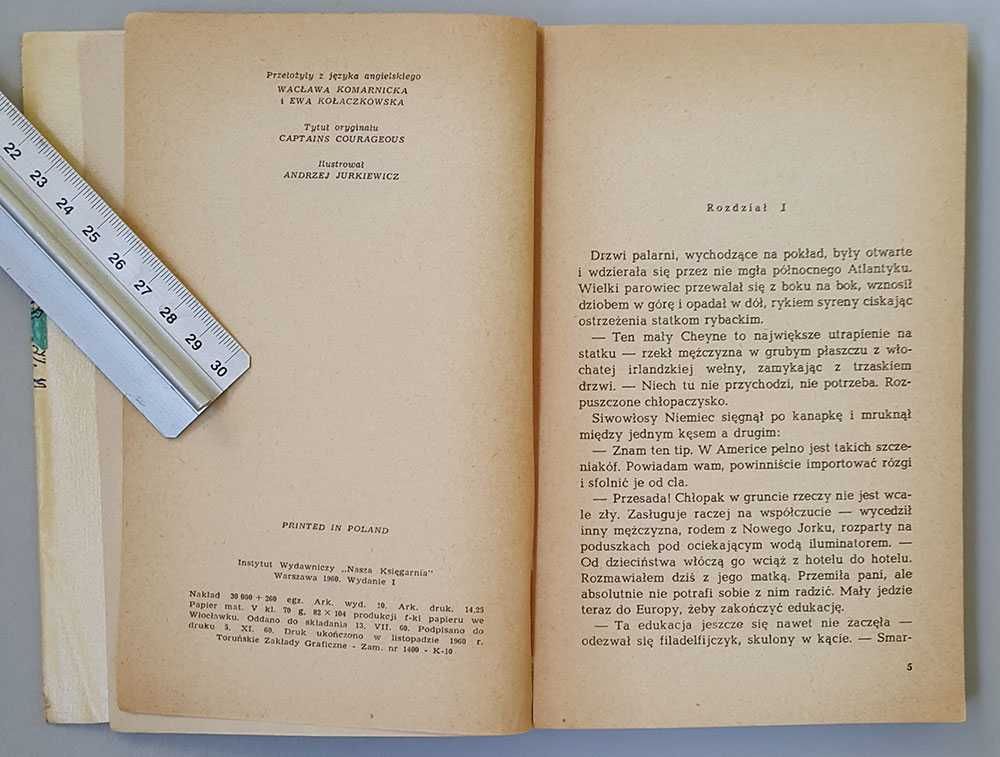 Przełożyły z języka angielskiego
WACŁAWA KOMARNICKA
i EWA KOŁACZKOWSKA
Tytuł oryginału
CAPTAINS COURAGEOUS
Ilustrował
ANDRZEJ JURKIEWICZ
PRINTED IN POLAND
Instytut Wydawniczy „Nasza Księgarnia"
Warszawa 1960. Wydanie I
Nakład 30 000 + 260 egz. Ark. wyd. 10. Ark. druk. 14,25
Papier mat. V kl. 70 g, 82 × 104 produkcji f-ki papieru we
Włocławku. Oddano do składania 13. VII. 60. Podpisano do
druku 5. XI. 60. Druk ukończono w listopadzie 1960 r.
Toruńskie Zakłady Graficzne - Zam. nr 1400 - K-10
22 23 24 25 26 27 28 29 30
Rozdział I
Drzwi palarni, wychodzące na pokład, były otwarte
i wdzierała się przez nie mgła północnego Atlantyku.
Wielki parowiec przewalał się z boku na bok, wznosił
dziobem w górę i opadał w dół, rykiem syreny ciskając
ostrzeżenia statkom rybackim.
— Ten mały Cheyne to największe utrapienie na
statku — rzekł mężczyzna w grubym płaszczu z wło-
chatej irlandzkiej wełny, zamykając z trzaskiem
drzwi. — Niech tu nie przychodzi, nie potrzeba. Roz-
puszczone chłopaczysko.
Siwowłosy Niemiec sięgnął po kanapkę i mruknął
między jednym kęsem a drugim:
— Znam ten tip. W Americe pelno jest takich szcze-
niakóf. Powiadam wam, powinniście importować rózgi
i sfolnić je od cla.
— Przesada! Chłopak w gruncie rzeczy nie jest wca-
le zły. Zasługuje raczej na współczucie — wycedził
inny mężczyzna, rodem z Nowego Jorku, rozparty na
poduszkach pod ociekającym wodą iluminatorem. —
Od dzieciństwa włóczą go wciąż z hotelu do hotelu.
Rozmawiałem dziś z jego matką. Przemiła pani, ale
absolutnie nie potrafi sobie z nim radzić. Mały jedzie
teraz do Europy, żeby zakończyć edukację.
— Ta edukacja jeszcze się nawet nie zaczęła —
odezwał się filadelfijczyk, skulony w kącie. — Smar-
5